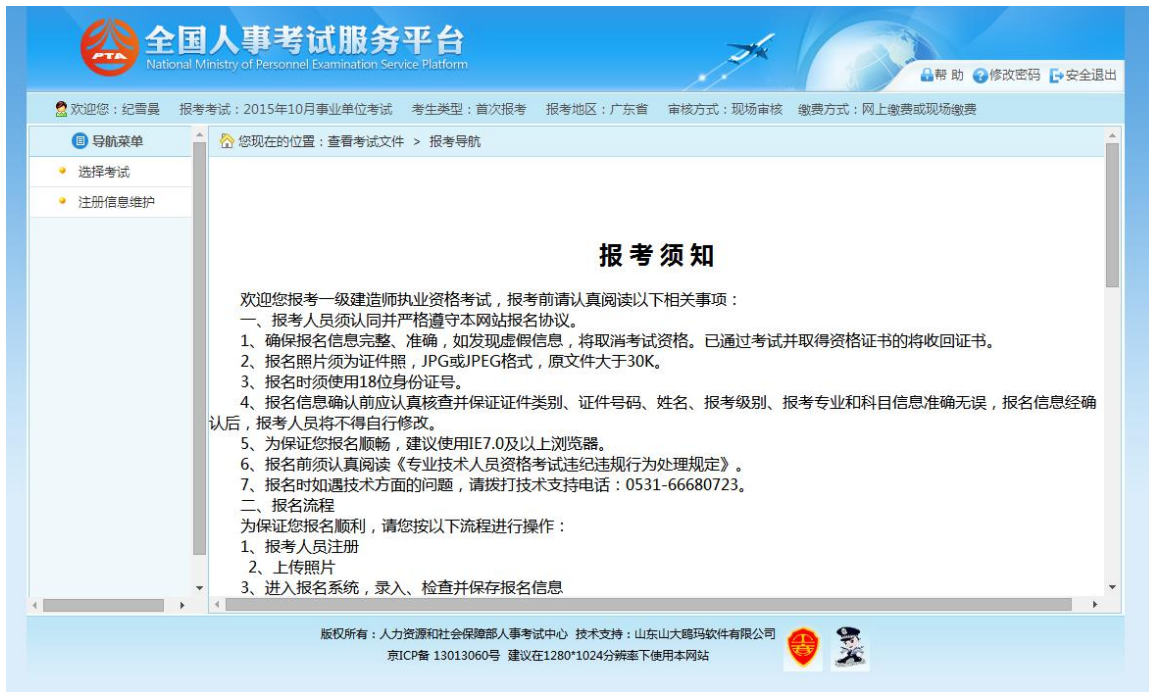 PTA
全国人事考试服务平台
National Ministry of Personnel Examination Service Platform
帮 助 修改密码 安全退出
欢迎您：纪雪曼 报考考试：2015年10月事业单位考试 考生类型：首次报考 报考地区：广东省 审核方式：现场审核 缴费方式：网上缴费或现场缴费
导航菜单
选择考试
注册信息维护
您现在的位置：查看考试文件 > 报考导航
报 考 须 知
欢迎您报考一级建造师执业资格考试，报考前请认真阅读以下相关事项：
一、报考人员须认同并严格遵守本网站报名协议。
1、确保报名信息完整、准确，如发现虚假信息，将取消考试资格。已通过考试并取得资格证书的将收回证书。
2、报名照片须为证件照，JPG或JPEG格式，原文件大于30K。
3、报名时须使用18位身份证号。
4、报名信息确认前应认真核查并保证证件类别、证件号码、姓名、报考级别、报考专业和科目信息准确无误，报名信息经确
认后，报考人员将不得自行修改。
5、为保证您报名顺畅，建议使用IE7.0及以上浏览器。
6、报名前须认真阅读《专业技术人员资格考试违纪违规行为处理规定》。
7、报名时如遇技术方面的问题，请拨打技术支持电话：0531-66680723。
二、报名流程
为保证您报名顺利，请您按以下流程进行操作：
1、报考人员注册
2、上传照片
3、进入报名系统，录入、检查并保存报名信息
版权所有：人力资源和社会保障部人事考试中心 技术支持：山东山大鸥玛软件有限公司
京ICP备 13013060号 建议在1280*1024分辨率下使用本网站